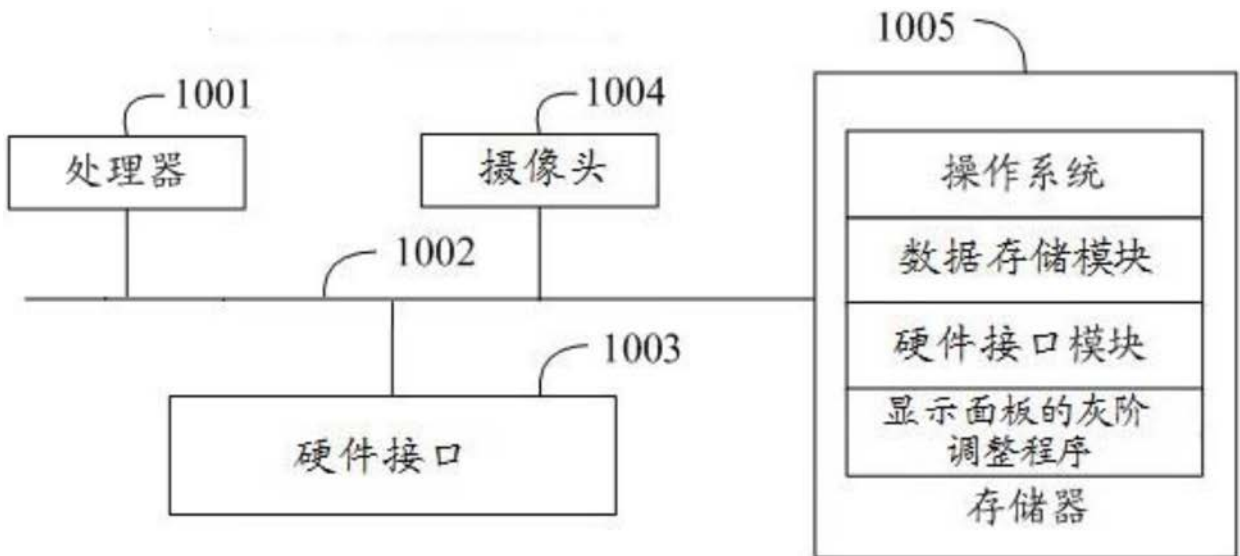 1005
1001
1004
处理器
摄像头
操作系统
数据存储模块
1002
硬件接口模块
1003
显示面板的灰阶
调整程序
硬件接口
存储器